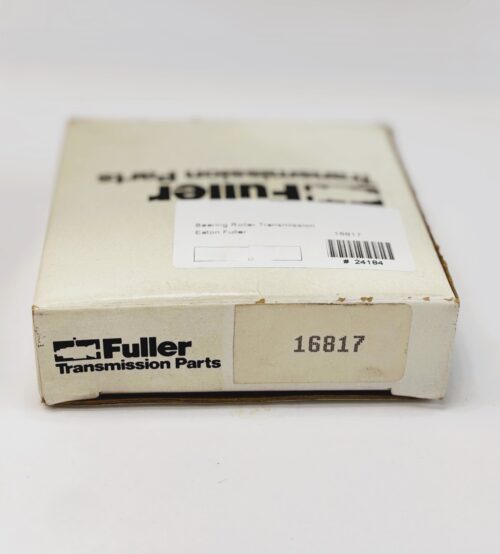 Fuller
Transmission Parts
Bearing Roller Transmission
Eaton Fuller 16817
# 24184
Fuller
Transmission Parts
16817